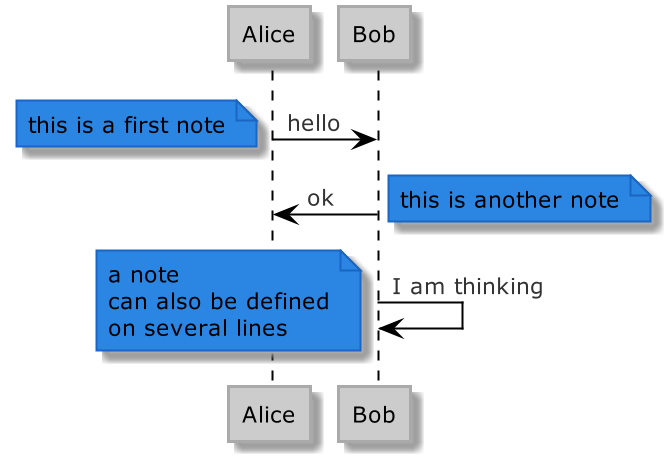 Alice
Bob
this is a first note
hello
ok
this is another note
a note
can also be defined
on several lines
I am thinking
Alice
Bob